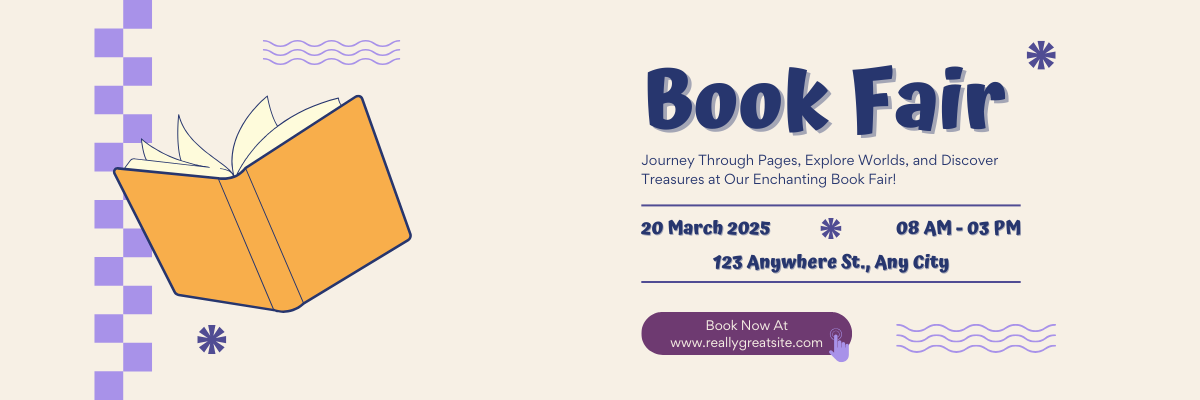 Book Fair
Journey Through Pages, Explore Worlds, and Discover
Treasures at Our Enchanting Book Fair!
20 March 2025 08 AM - 03 PM
123 Anywhere St., Any City
Book Now At
www.reallygreatsite.com